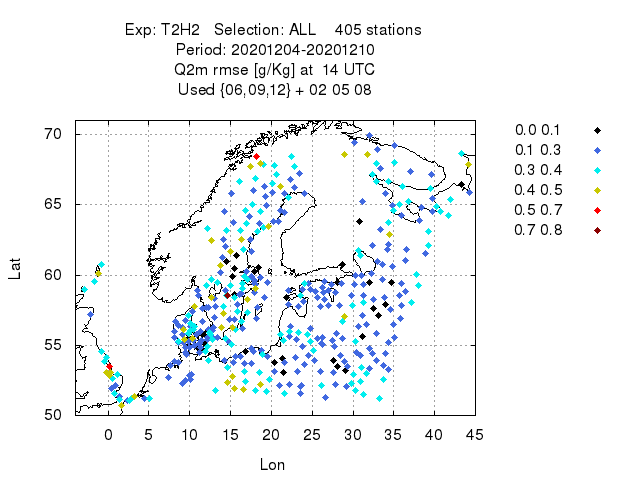 Exp: T2H2   Selection: ALL    405 stations
Period: 20201204-20201210
Q2m rmse [g/Kg] at  14 UTC
Used {06,09,12} + 02 05 08
70
65
60
55
50
Lat
0 5 10 15 20 25 30 35 40 45
Lon
0.0 0.1
0.1 0.3
0.3 0.4
0.4 0.5
0.5 0.7
0.7 0.8